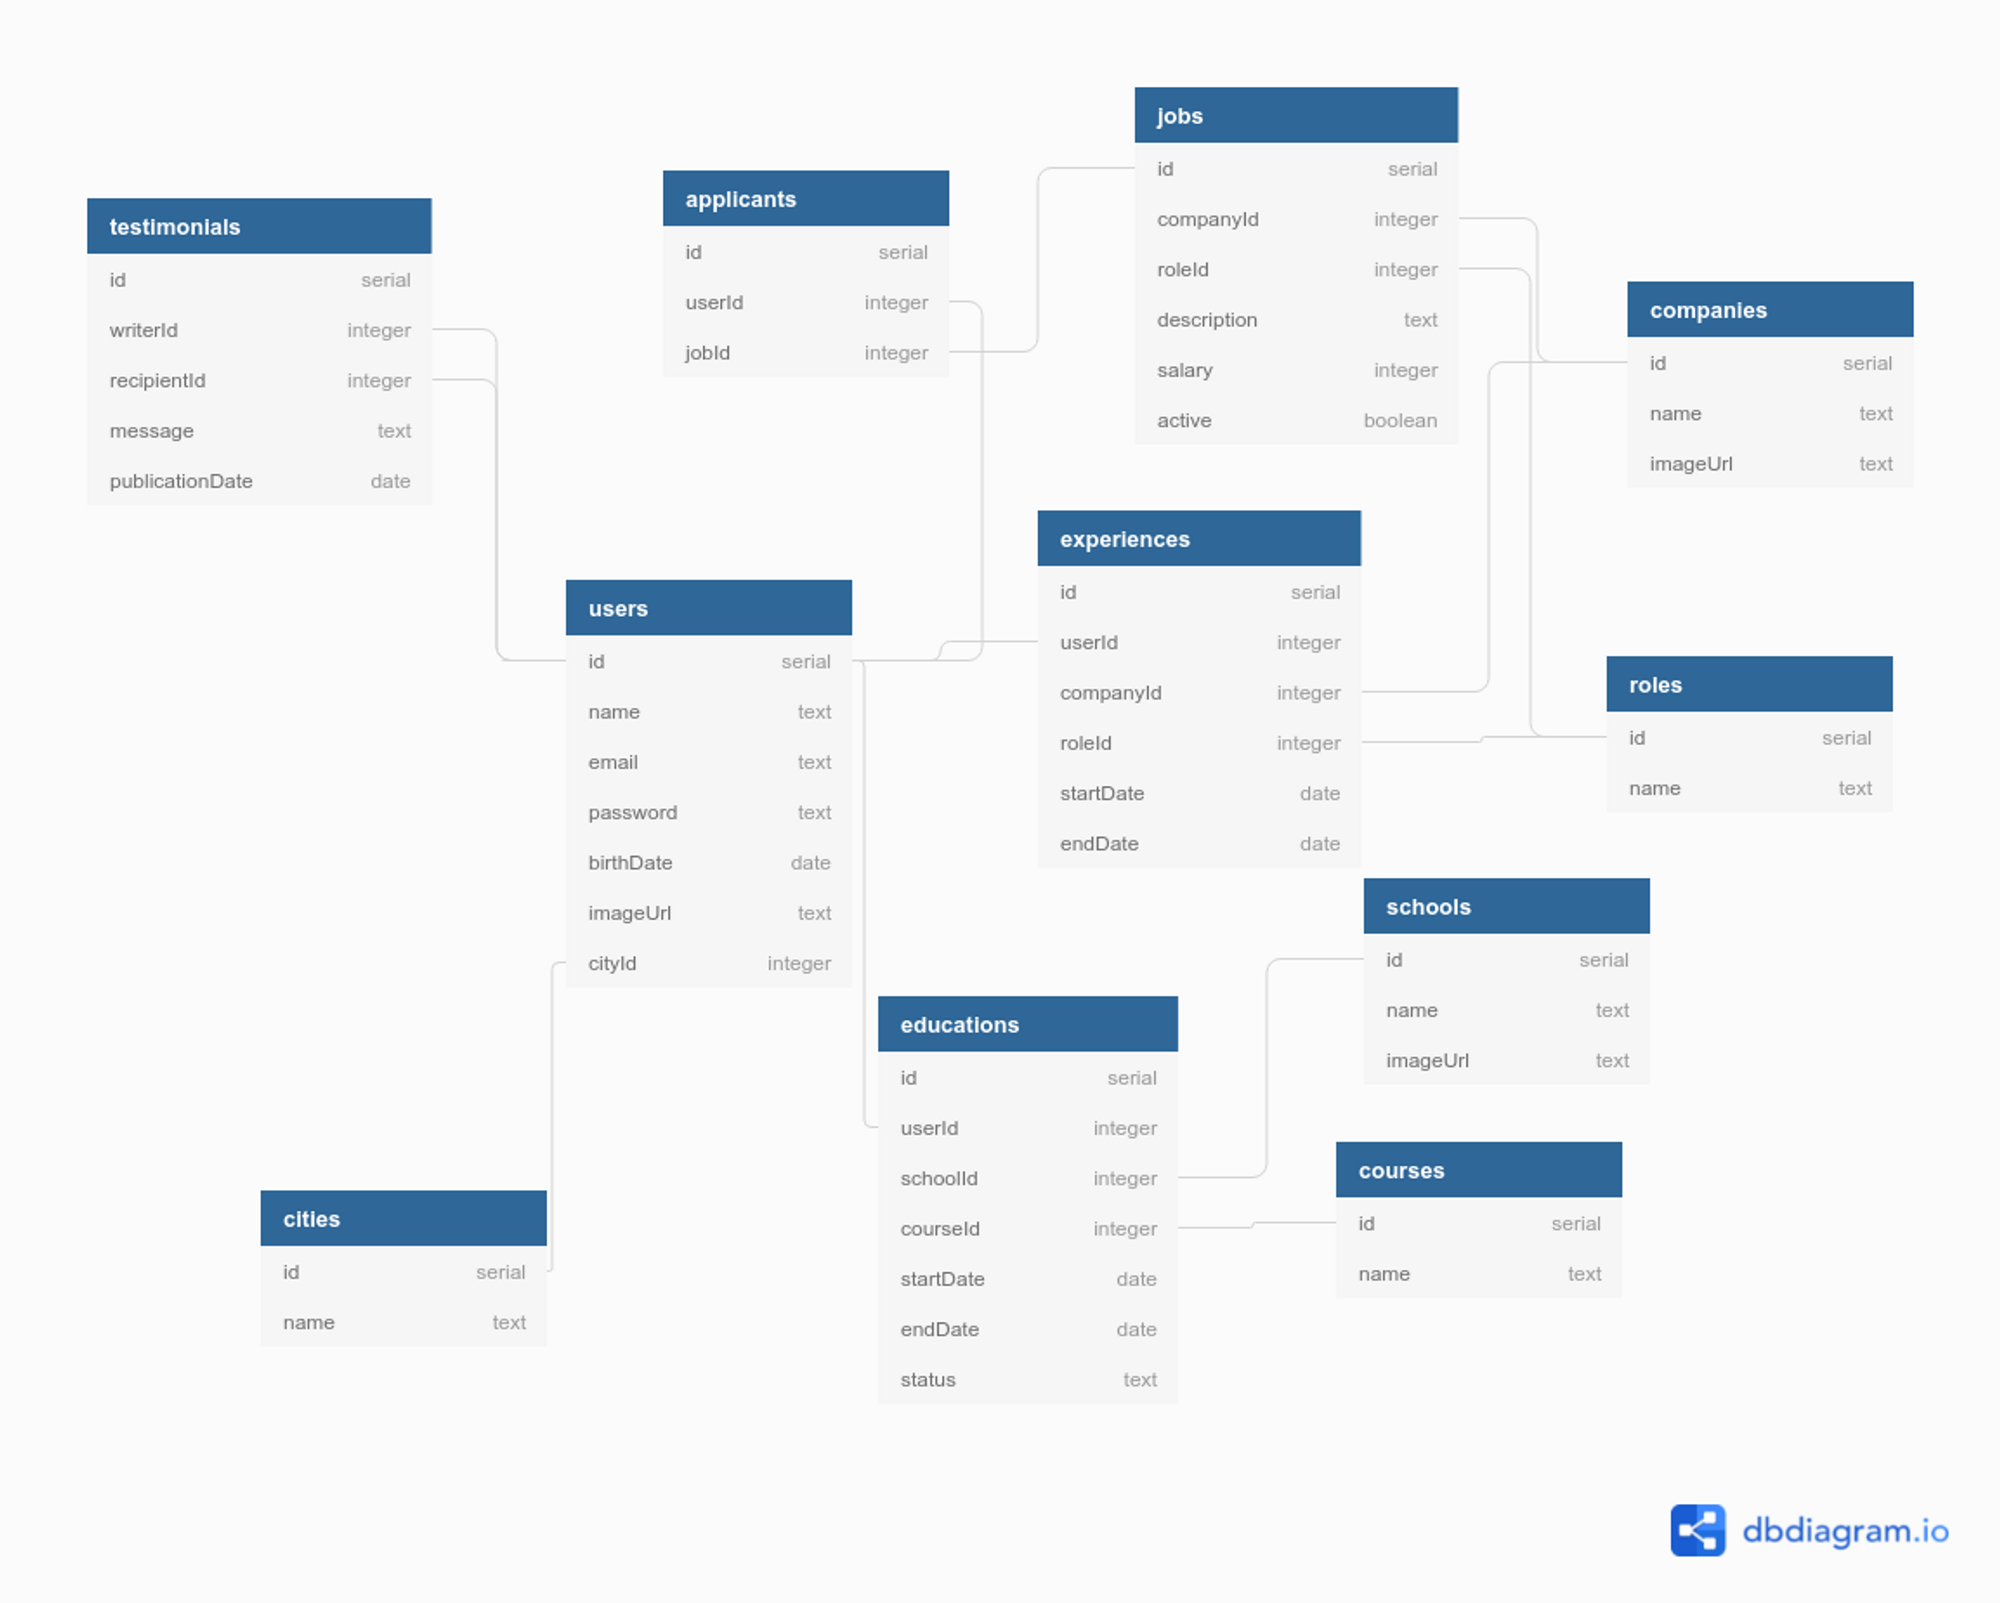 testimonials
id serial
writerId integer
recipientId integer
message text
publicationDate date
applicants
id serial
userId integer
jobId integer
jobs
id serial
companyId integer
roleId integer
description text
salary integer
active boolean
companies
id serial
name text
imageUrl text
users
id serial
name text
email text
password text
birthDate date
imageUrl text
cityId integer
experiences
id serial
userId integer
companyId integer
roleId integer
startDate date
endDate date
roles
id serial
name text
schools
id serial
name text
imageUrl text
educations
id serial
userId integer
schoolId integer
courseId integer
startDate date
endDate date
status text
courses
id serial
name text
cities
id serial
name text
dbdiagram.io